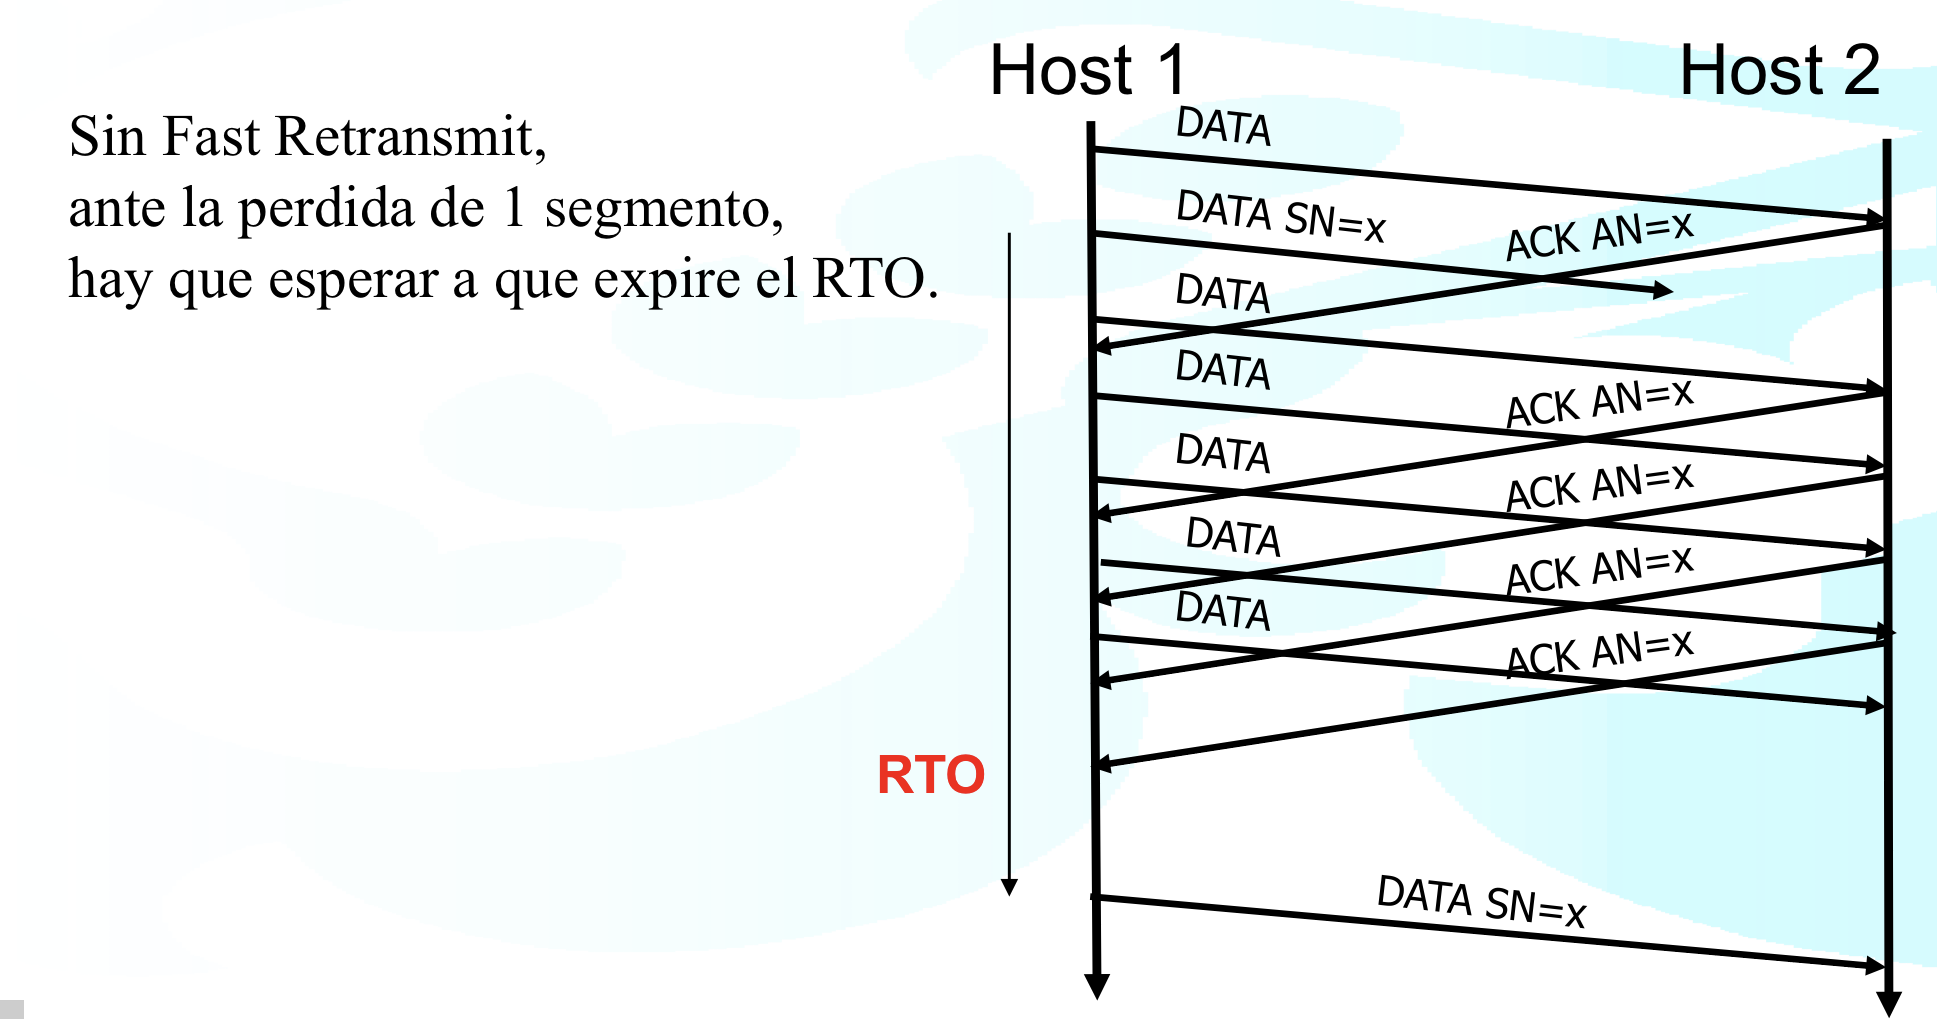 Host 1
Host 2
Sin Fast Retransmit,
ante la perdida de 1 segmento,
hay que esperar a que expire el RTO.
DATA
DATA SN=x
ACK AN=x
DATA
DATA
ACK AN=x
DATA
ACK AN=x
DATA
ACK AN=x
DATA
ACK AN=x
RTO
DATA SN=x